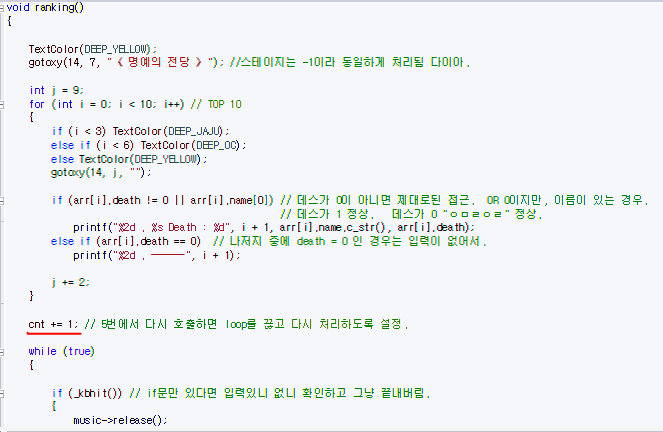 void ranking()
{
TextColor(DEEP_YELLOW);
gotoxy(14, 7, "《 명예의 전당 》"); //스테이지는 -1이라 동일하게 처리됨 다이아.
int j = 9;
for (int i = 0; i < 10; i++) // TOP 10
{
if (i < 3) TextColor(DEEP_JAJU);
else if (i < 6) TextColor(DEEP_OC);
else TextColor(DEEP_YELLOW);
gotoxy(14, j, "");
if (arr[i].death != 0 || arr[i].name[0]) // 데스가 0이 아니면 제대로된 접근. OR 0이지만, 이름이 있는 경우.
// 데스가 1 정상. 데스가 0 "ㅇㅁㄹㅇㄹ" 정상.
printf("%2d . %s Death : %d", i + 1, arr[i].name.c_str(), arr[i].death);
else if (arr[i].death == 0) // 나저지 중에 death = 0 인 경우는 입력이 없어서.
printf("%2d . ─────", i + 1);
j += 2;
}
cnt += 1; // 5번에서 다시 호출하면 loop를 끊고 다시 처리하도록 설정.
while (true)
{
if (_kbhit()) // if문만 있다면 입력있니 없니 확인하고 그냥 끝내버림.
{
music->release();